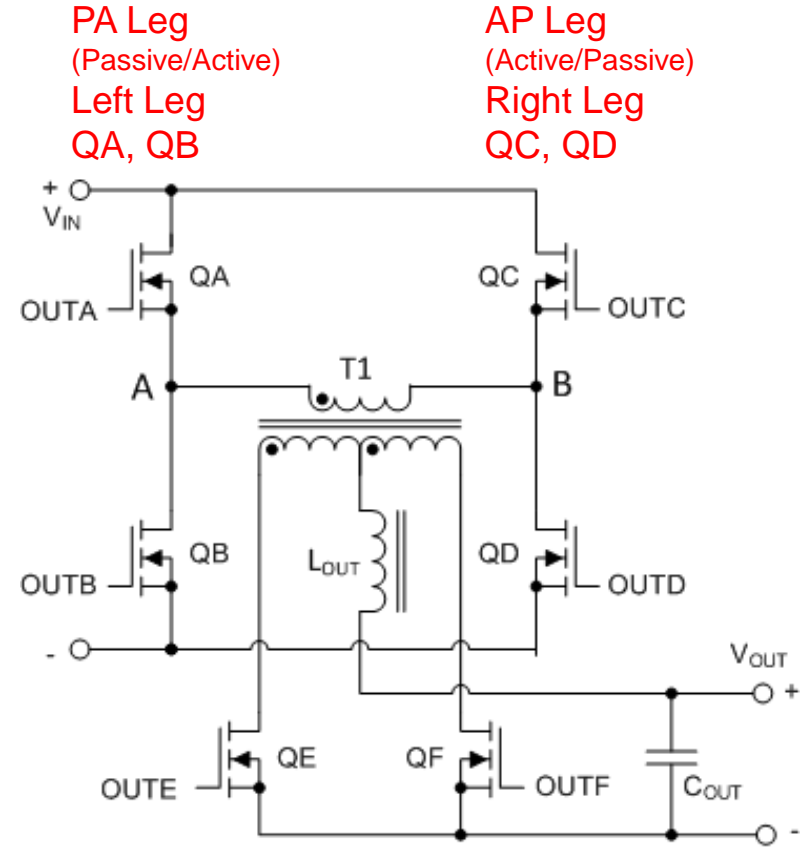 PA Leg
(Passive/Active)
Left Leg
QA, QB
AP Leg
(Active/Passive)
Right Leg
QC, QD
+
VIN
QA
QC
OUTA
OUTC
T1
A
B
QB
LOUT
QD
OUTB
OUTD
-
VOUT
+
QE
QF
OUTE
OUTF
COUT
-